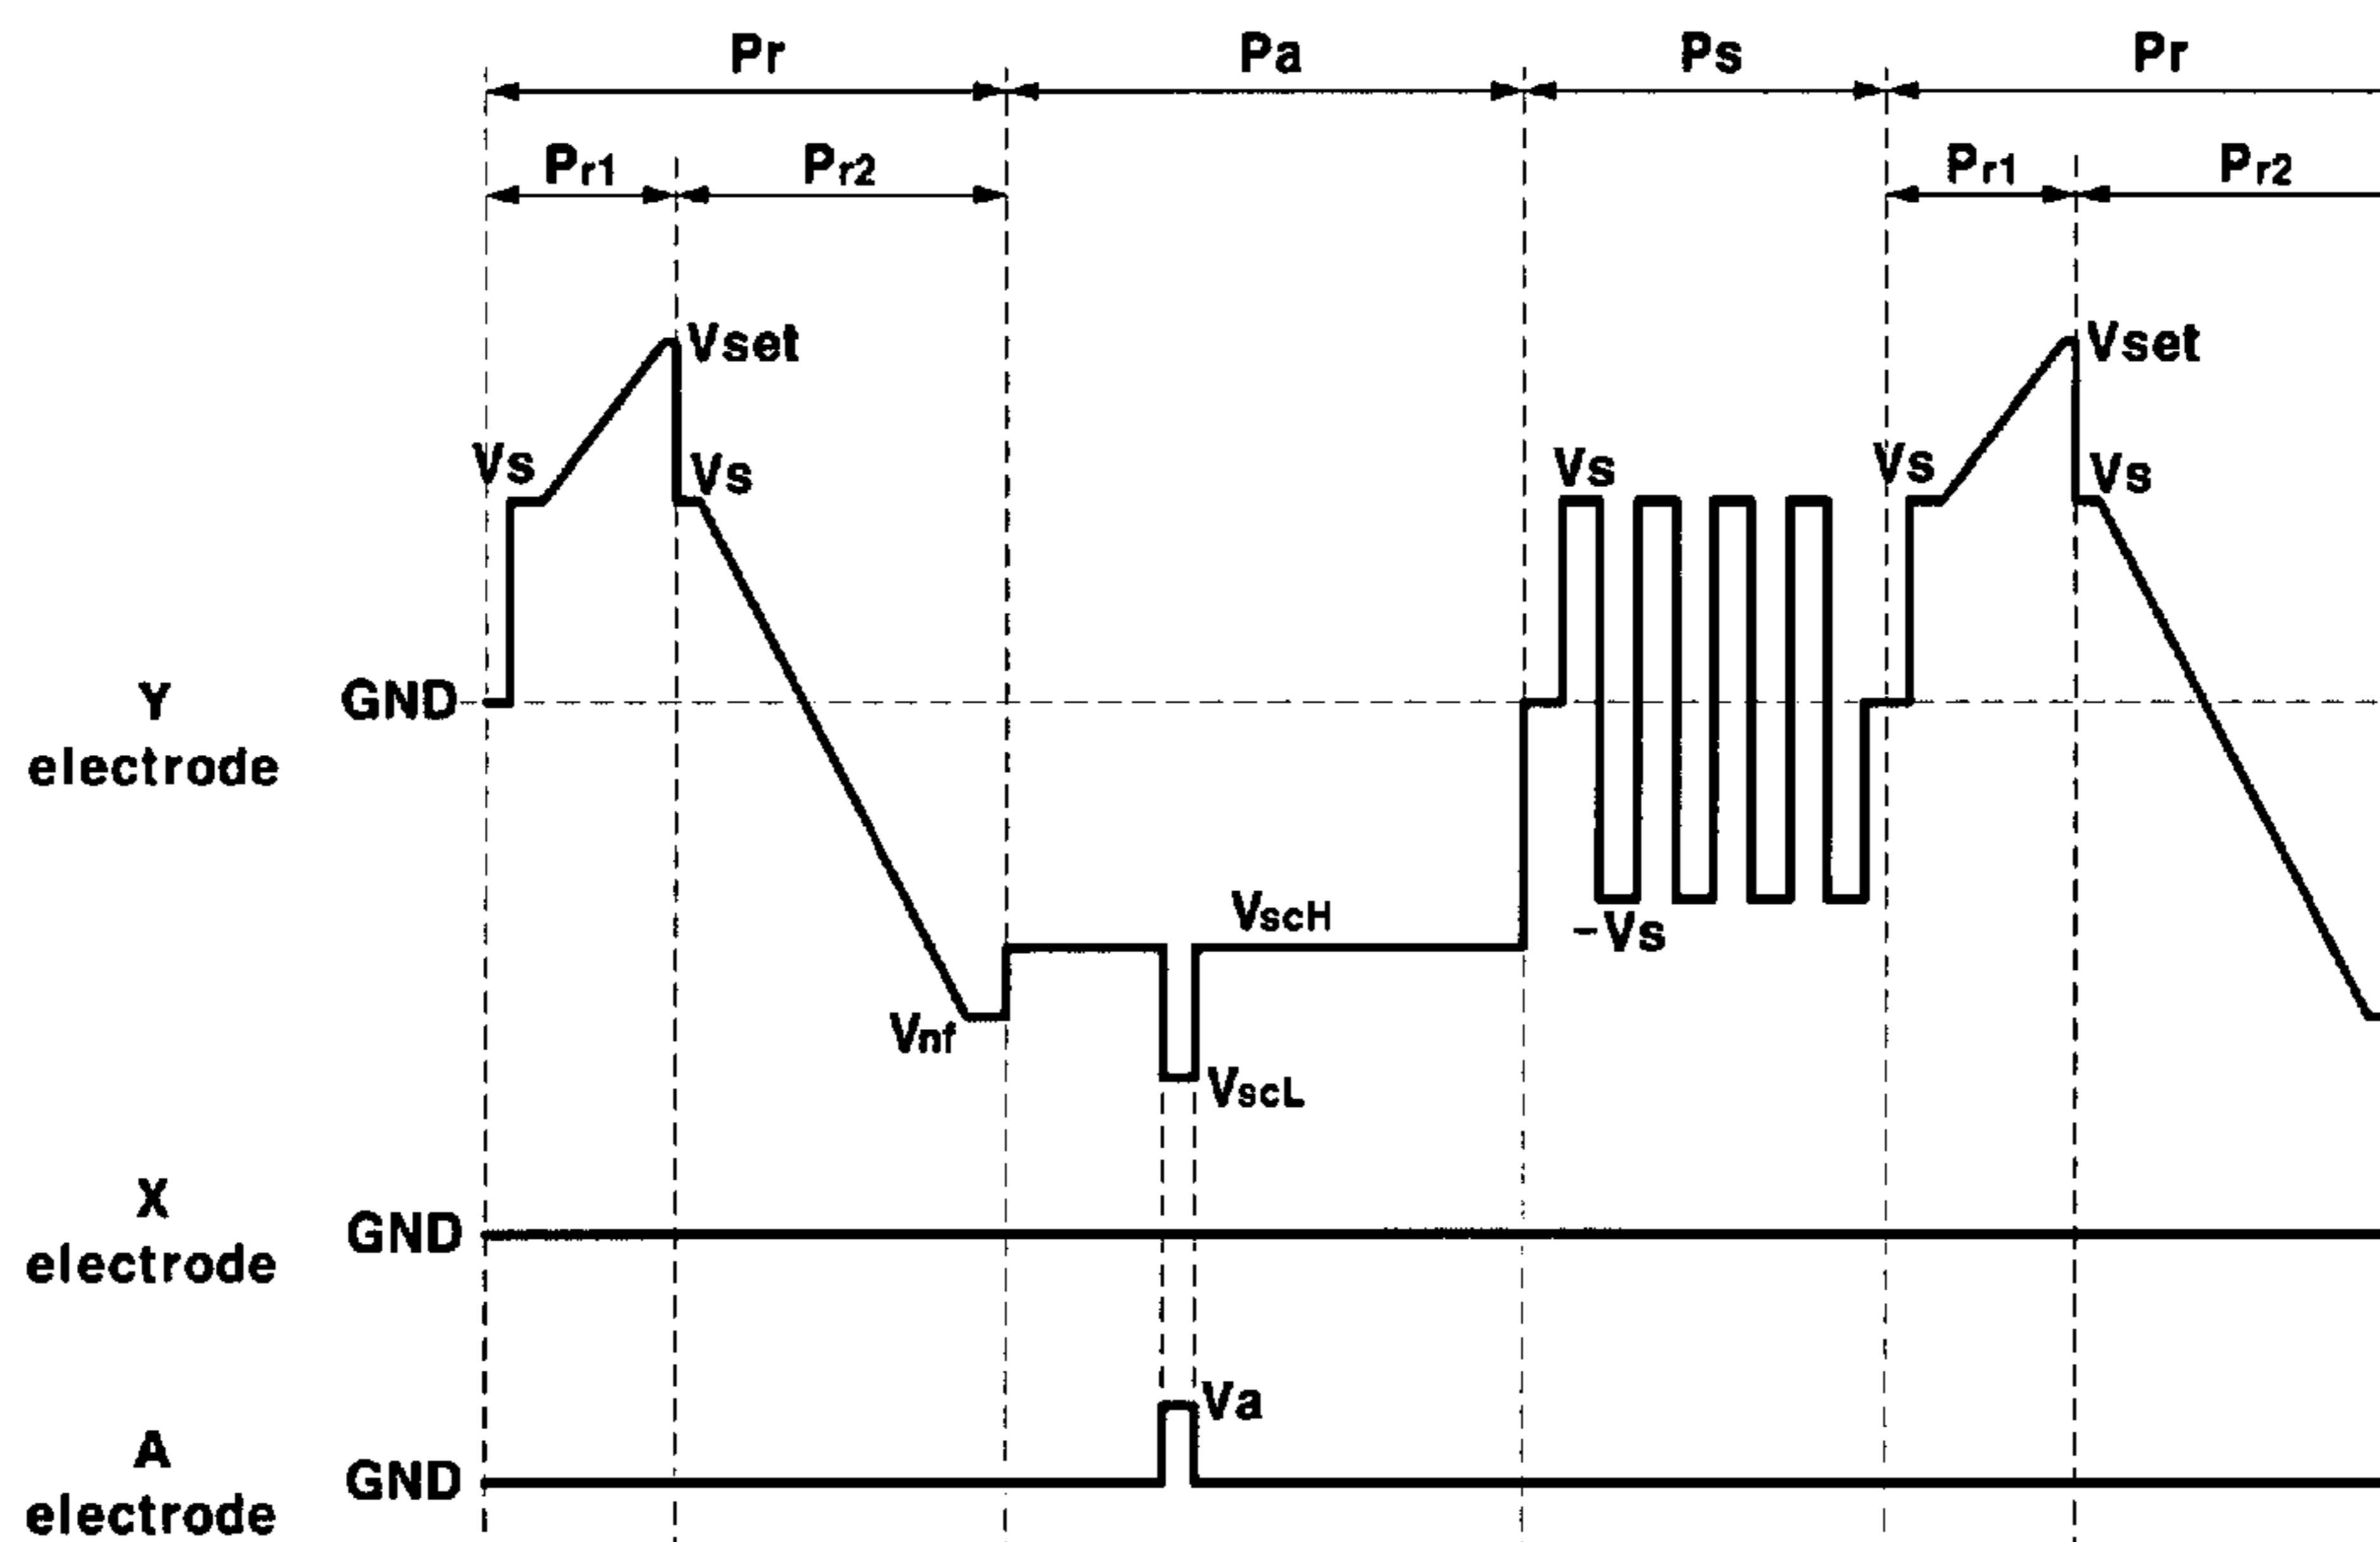 Pr Pa Ps Pr
Pr1 Pr2 Pr1 Pr2
Vset Vset
Vs Vs Vs Vs Vs
Y
electrode
GND
VscH
-Vs
Vnf
VscL
X
electrode
GND
Va
A
electrode
GND